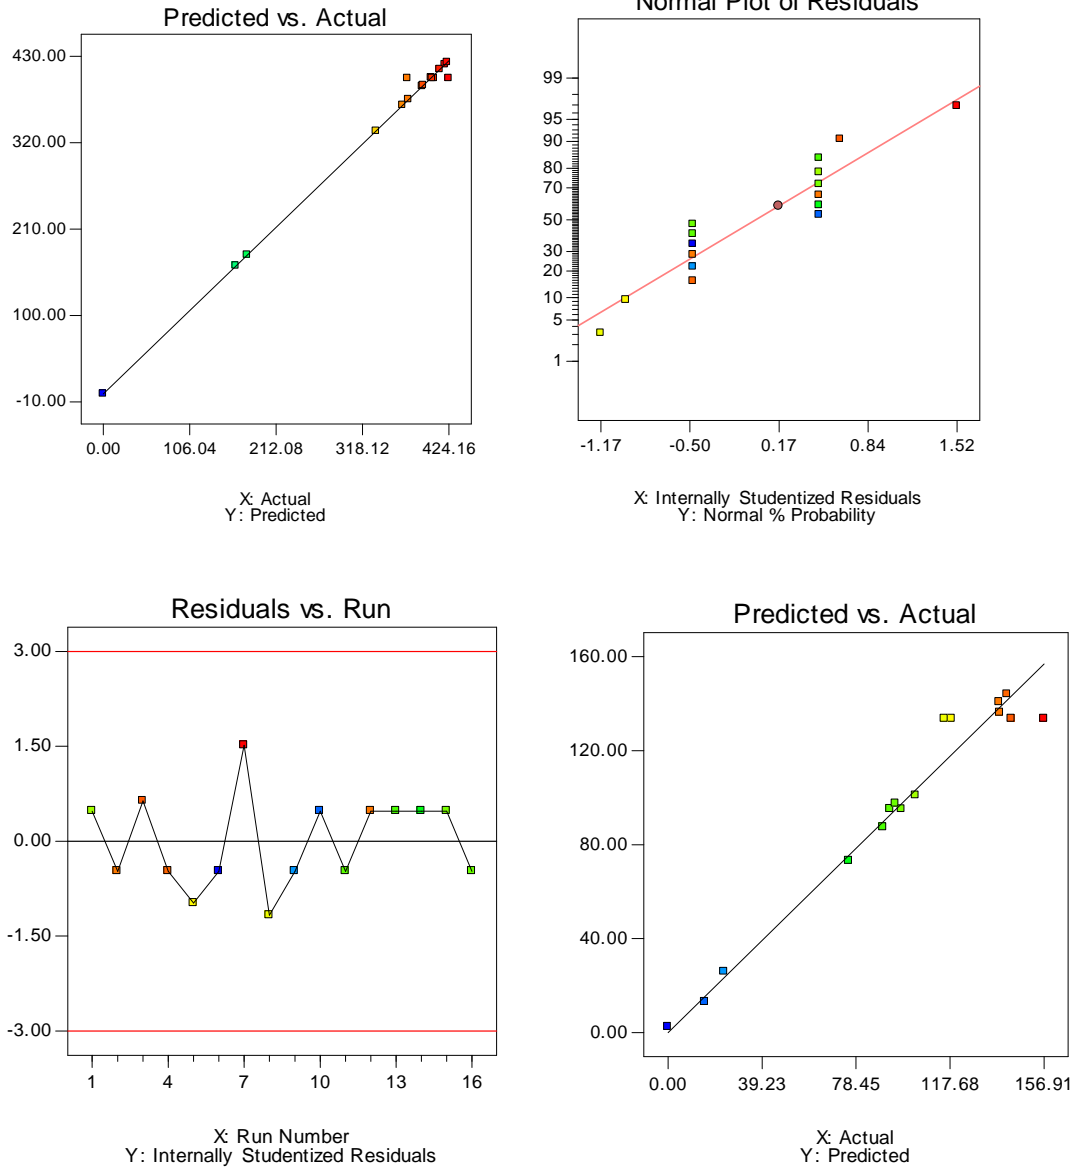 Predicted vs. Actual
430.00
320.00
210.00
100.00
-10.00
0.00 106.04 212.08 318.12 424.16
X: Actual
Y: Predicted
Normal Plot of Residuals
99
95
90
80
70
50
30
20
10
5
1
-1.17 -0.50 0.17 0.84 1.52
X: Internally Studentized Residuals
Y: Normal % Probability
Residuals vs. Run
3.00
1.50
0.00
-1.50
-3.00
1 4 7 10 13 16
X: Run Number
Y: Internally Studentized Residuals
Predicted vs. Actual
160.00
120.00
80.00
40.00
0.00
0.00 39.23 78.45 117.68 156.91
X: Actual
Y: Predicted